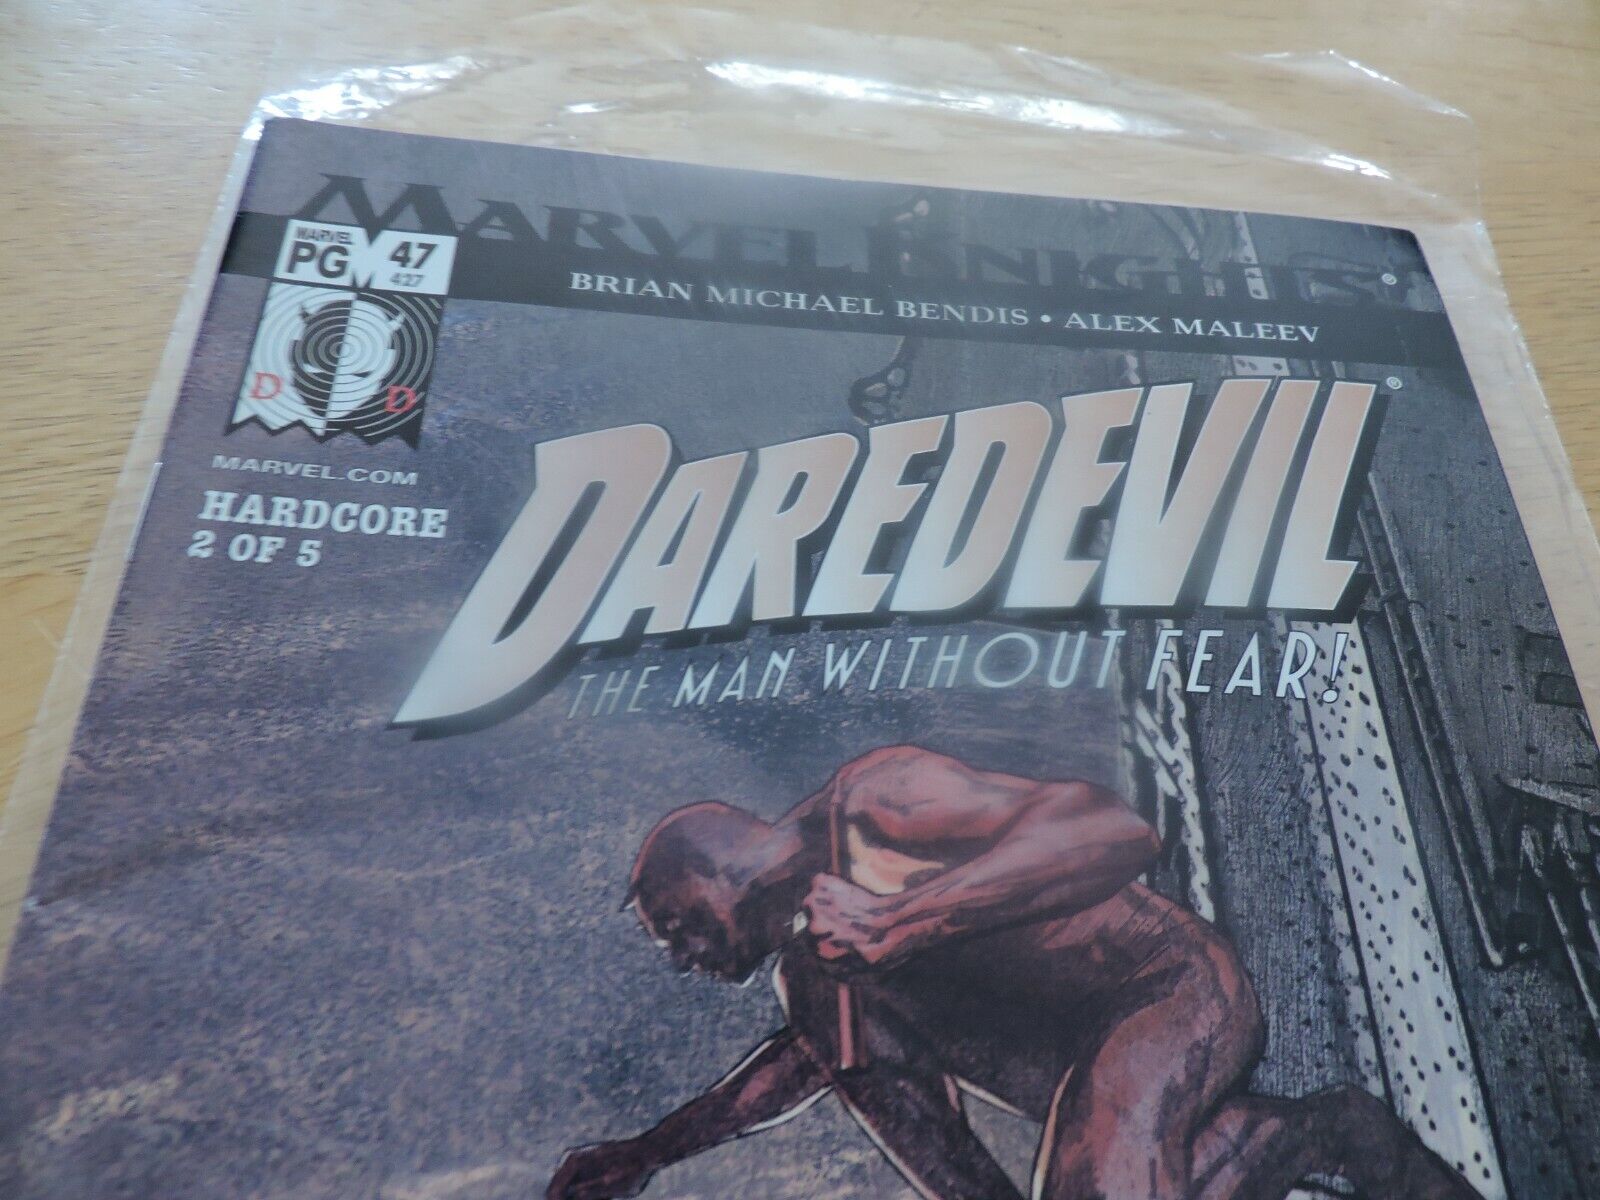 MARVEL KNIGHTS®
MARVEL
PG
47
427
BRIAN MICHAEL BENDIS • ALEX MALEEV
D D
MARVEL.COM
HARDCORE
2 OF 5
DAREDEVIL®
THE MAN WITHOUT FEAR!